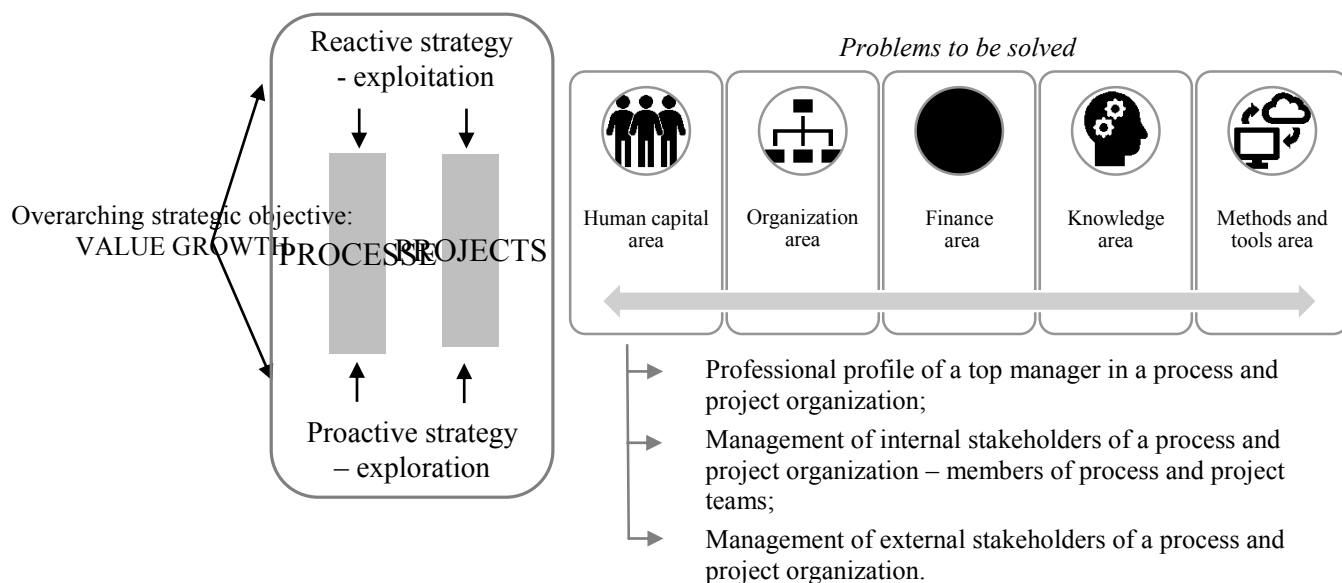 Reactive strategy
- exploitation
Overarching strategic objective:
VALUE GROWTH
PROCESSE
PROJECTS
Proactive strategy
– exploration
Problems to be solved
Human capital
area
Organization
area
Finance
area
Knowledge
area
Methods and
tools area
Professional profile of a top manager in a process and
project organization;
Management of internal stakeholders of a process and
project organization – members of process and project
teams;
Management of external stakeholders of a process and
project organization.